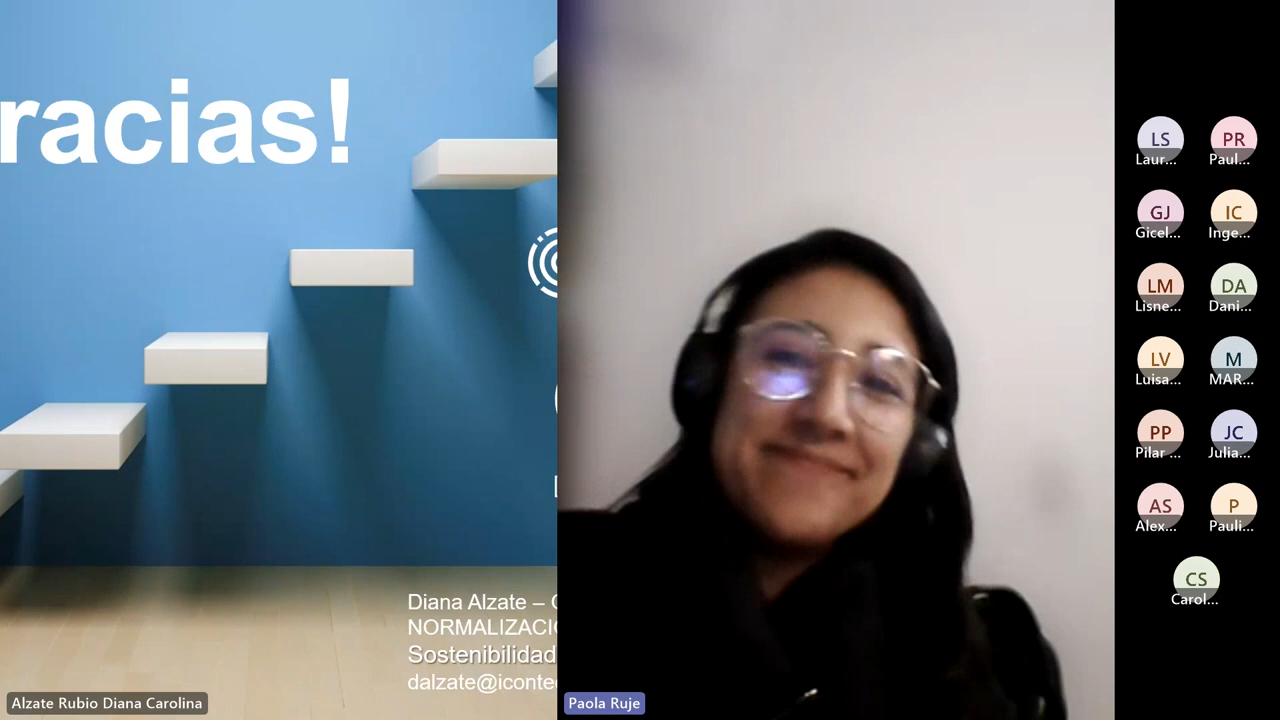 racias!
Diana Alzate – 
NORMALIZACI
Sostenibilidad
dalzate@iconte
Alzate Rubio Diana Carolina
Paola Ruje
LS
Laur...
PR
Paul...
GJ
Gicel...
IC
Inge...
LM
Lisne...
DA
Dani...
LV
Luisa...
M
MAR...
PP
Pilar ...
JC
Julia...
AS
Alex...
P
Pauli...
CS
Carol...